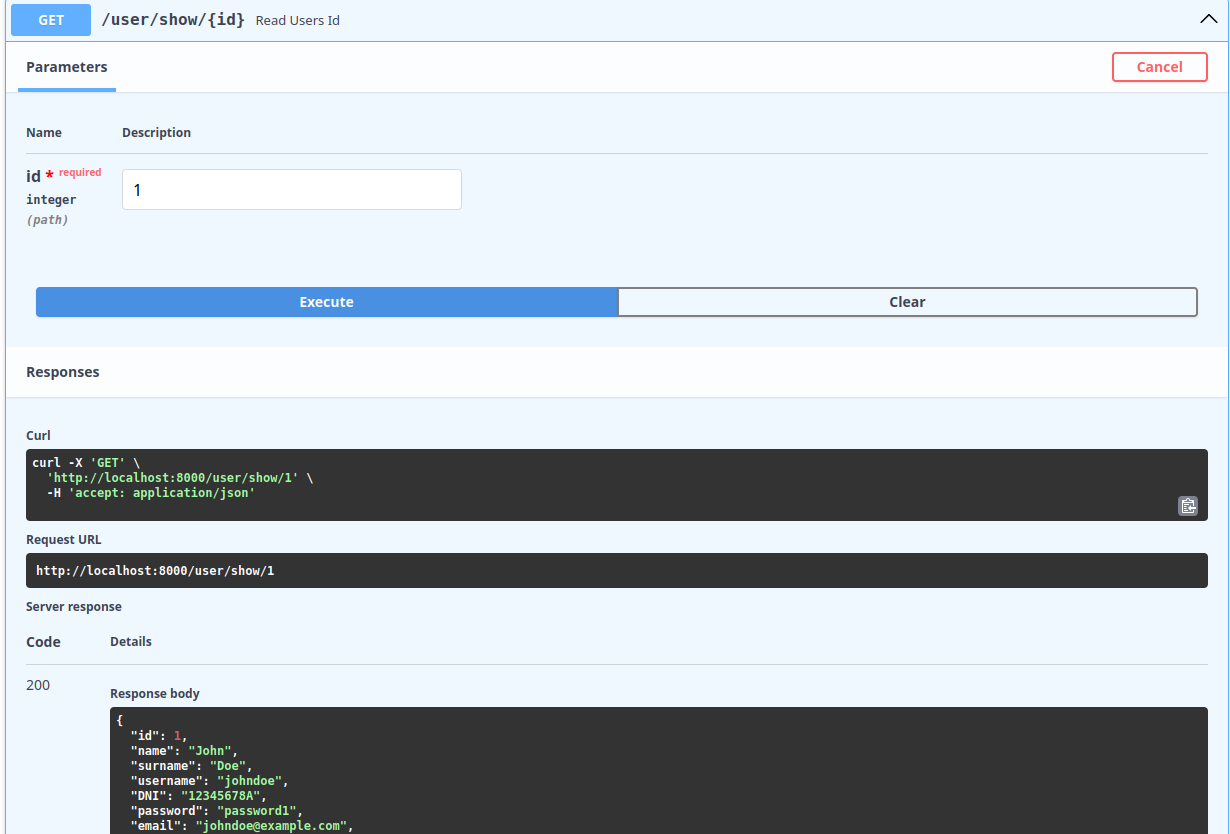 GET /user/show/{id} Read Users Id
Parameters
Cancel
Name Description
id * required
integer
(path)
1
Execute Clear
Responses
Curl
curl -X 'GET' \
'http://localhost:8000/user/show/1' \
-H 'accept: application/json'
Request URL
http://localhost:8000/user/show/1
Server response
Code Details
200
Response body
{
"id": 1,
"name": "John",
"surname": "Doe",
"username": "johndoe",
"DNI": "12345678A",
"password": "password1",
"email": "johndoe@example.com",